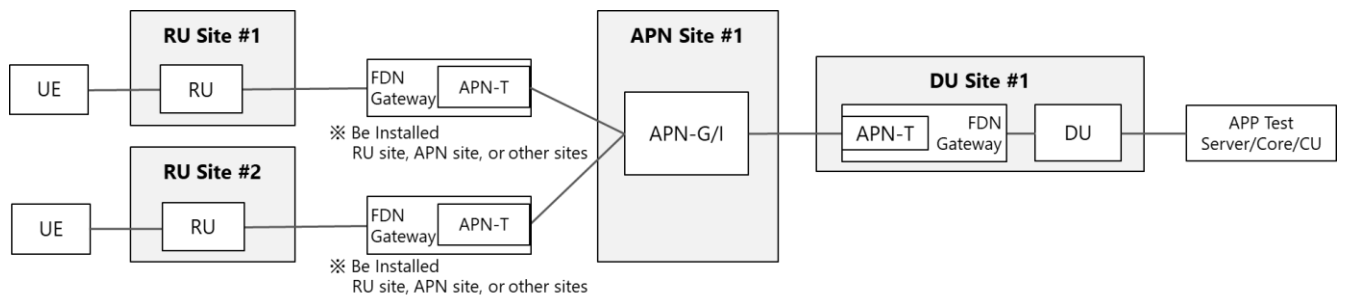 RU Site #1
UE
RU
FDN
Gateway
APN-T
※ Be Installed
RU site, APN site, or other sites
RU Site #2
UE
RU
FDN
Gateway
APN-T
※ Be Installed
RU site, APN site, or other sites
APN Site #1
APN-G/I
DU Site #1
APN-T
FDN
Gateway
DU
APP Test
Server/Core/CU